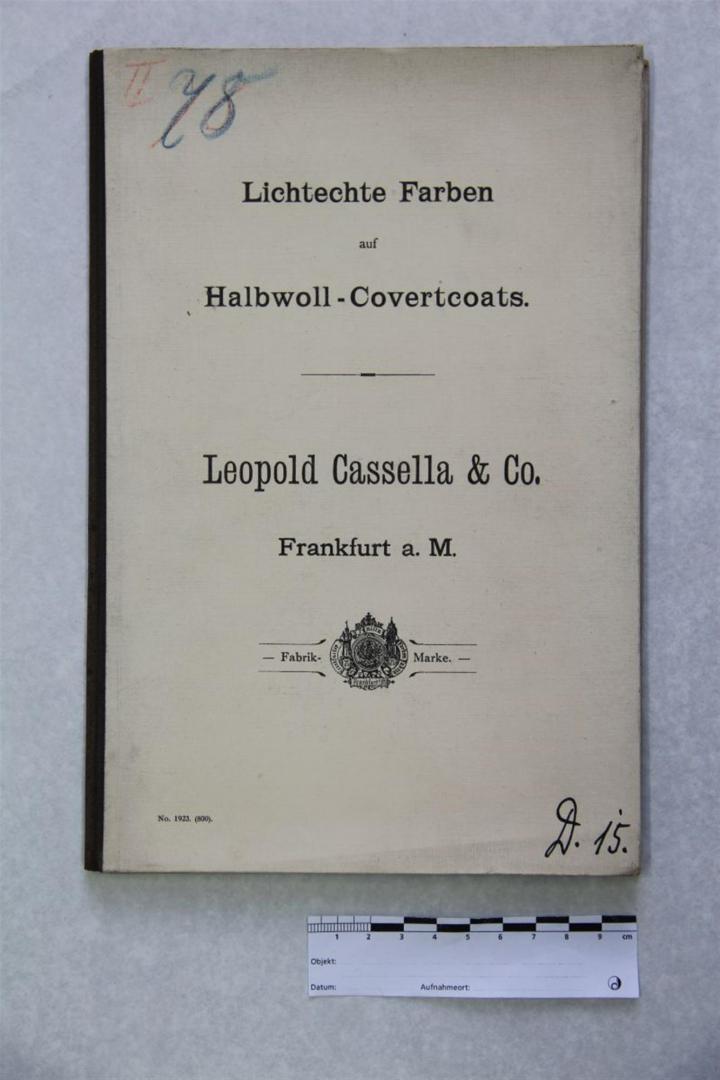 II
78
Lichtechte Farben
auf
Halbwoll-Covertcoats.
Leopold Cassella & Co.
Frankfurt a. M.
— Fabrik- Marke. —
No. 1923. (800).
D. 15.
1 2 3 4 5 6 7 8 9 cm
Objekt:
Datum: Aufnahmeort: